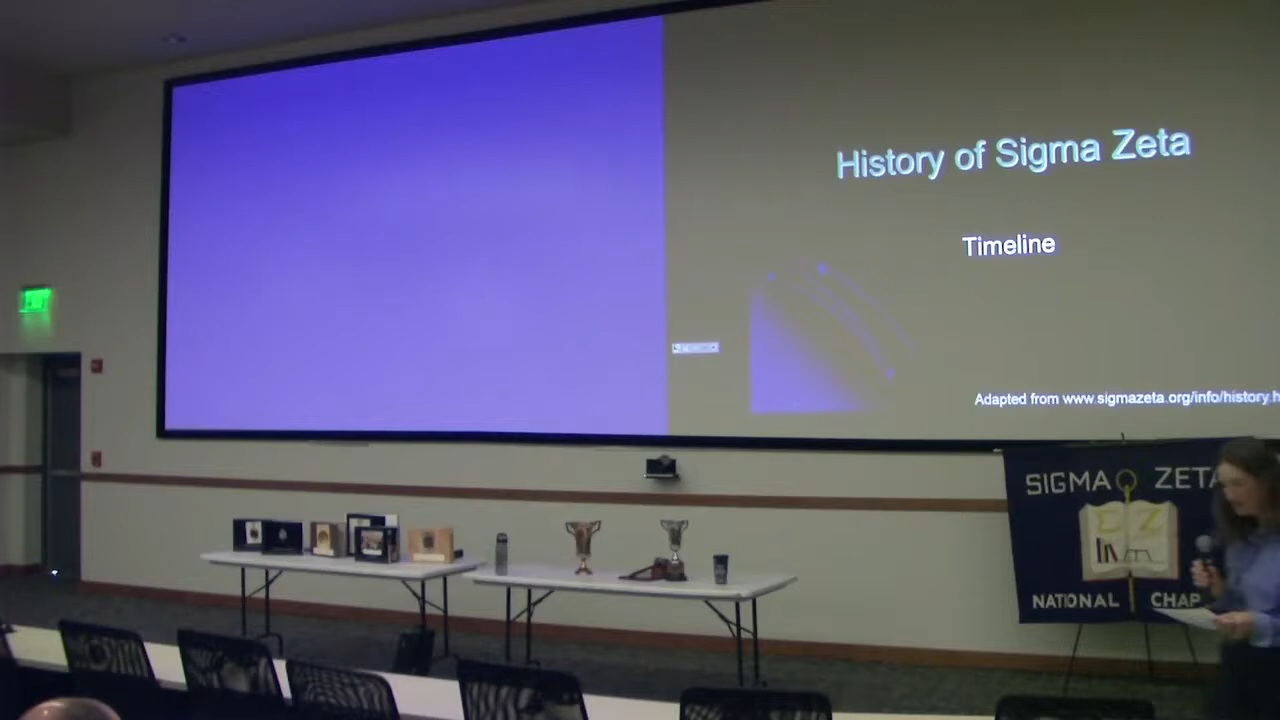 History of Sigma Zeta
Timeline
Adapted from www.sigmazeta.org/info/history.h
SIGMA ZETA
Σ Z
NATIONAL CHAP